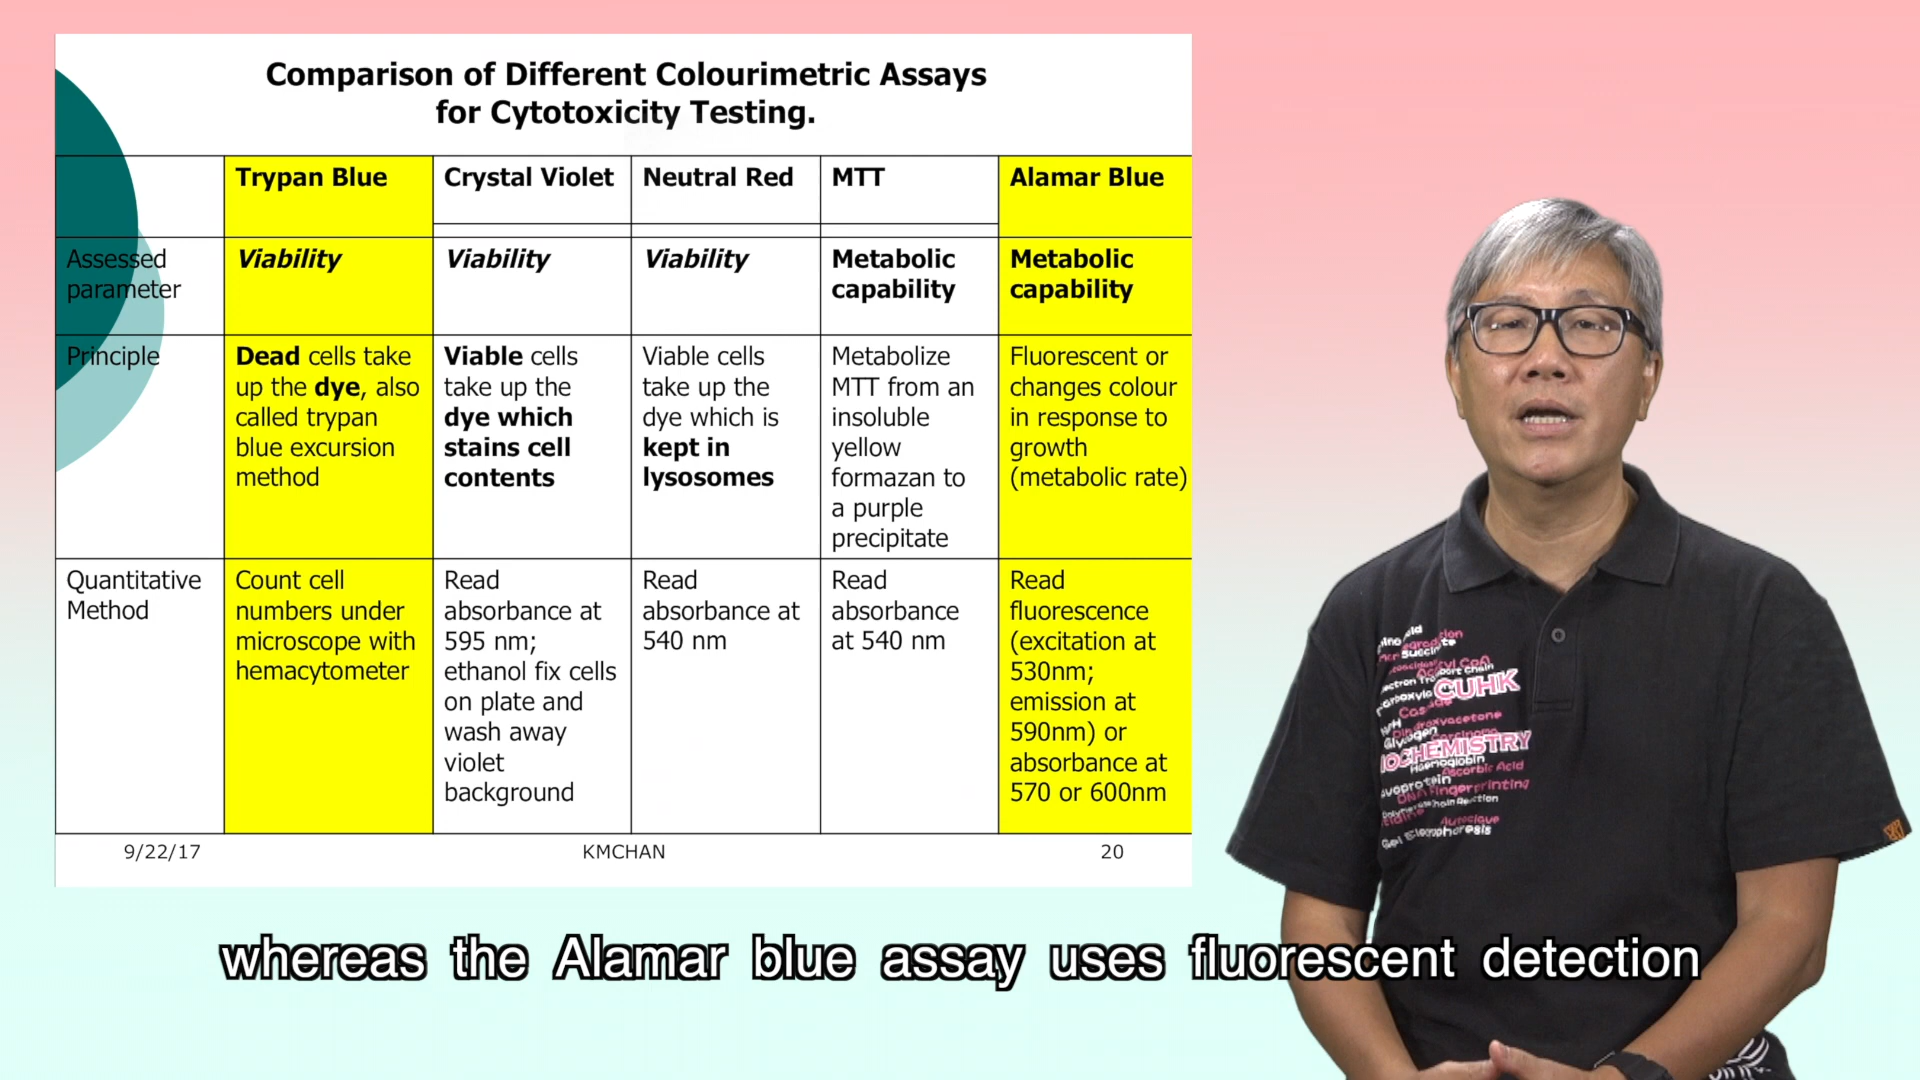 Comparison of Different Colourimetric Assays
for Cytotoxicity Testing.
Trypan Blue
Crystal Violet
Neutral Red
MTT
Alamar Blue
Assessed
parameter
Viability
Viability
Viability
Metabolic
capability
Metabolic
capability
Principle
Dead cells take
up the dye, also
called trypan
blue excursion
method
Viable cells
take up the
dye which
stains cell
contents
Viable cells
take up the
dye which is
kept in
lysosomes
Metabolize
MTT from an
insoluble
yellow
formazan to
a purple
precipitate
Fluorescent or
changes colour
in response to
growth
(metabolic rate)
Quantitative
Method
Count cell
numbers under
microscope with
hemacytometer
Read
absorbance at
595 nm;
ethanol fix cells
on plate and
wash away
violet
background
Read
absorbance at
540 nm
Read
absorbance
at 540 nm
Read
fluorescence
(excitation at
530nm;
emission at
590nm) or
absorbance at
570 or 600nm
9/22/17
KMCHAN
20
CUHK
Glycogen
Haemoglobin
Ascorbic Acid
DNA Fingerprinting
Autoclave
whereas the Alamar blue assay uses fluorescent detection